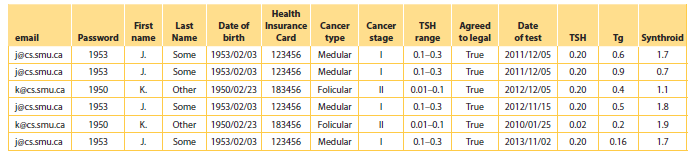 email Password First name Last Name Date of birth Health Insurance Card Cancer type Cancer stage TSH range Agreed to legal Date of test TSH Tg Synthroid
j@cs.smu.ca 1953 J. Some 1953/02/03 123456 Medular I 0.1–0.3 True 2011/12/05 0.20 0.6 1.7
j@cs.smu.ca 1953 J. Some 1953/02/03 123456 Medular I 0.1–0.3 True 2011/12/05 0.20 0.9 0.7
k@cs.smu.ca 1950 K. Other 1950/02/23 183456 Folicular II 0.01–0.1 True 2012/12/05 0.20 0.4 1.1
j@cs.smu.ca 1953 J. Some 1953/02/03 123456 Medular I 0.1–0.3 True 2012/11/15 0.20 0.5 1.8
k@cs.smu.ca 1950 K. Other 1950/02/23 183456 Folicular II 0.01–0.1 True 2010/01/25 0.02 0.2 1.9
j@cs.smu.ca 1953 J. Some 1953/02/03 123456 Medular I 0.1–0.3 True 2013/11/02 0.20 0.16 1.7